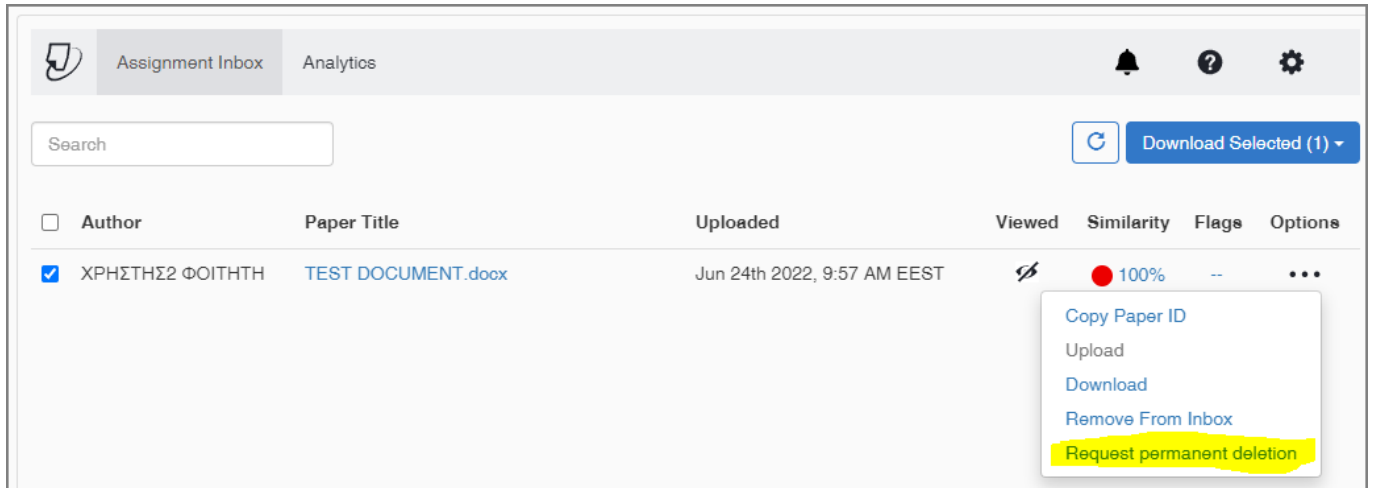 Assignment Inbox Analytics
Search
Download Selected (1)
Author Paper Title Uploaded Viewed Similarity Flags Options
ΧΡΗΣΤΗΣ2 ΦΟΙΤΗΤΗ TEST DOCUMENT.docx Jun 24th 2022, 9:57 AM EEST 100% -- •••
Copy Paper ID
Upload
Download
Remove From Inbox
Request permanent deletion